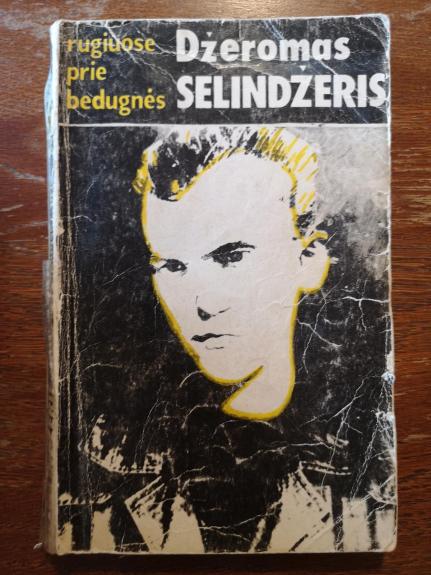 rugiuose
prie
bedugnės
Džeromas
SELINDŽERIS